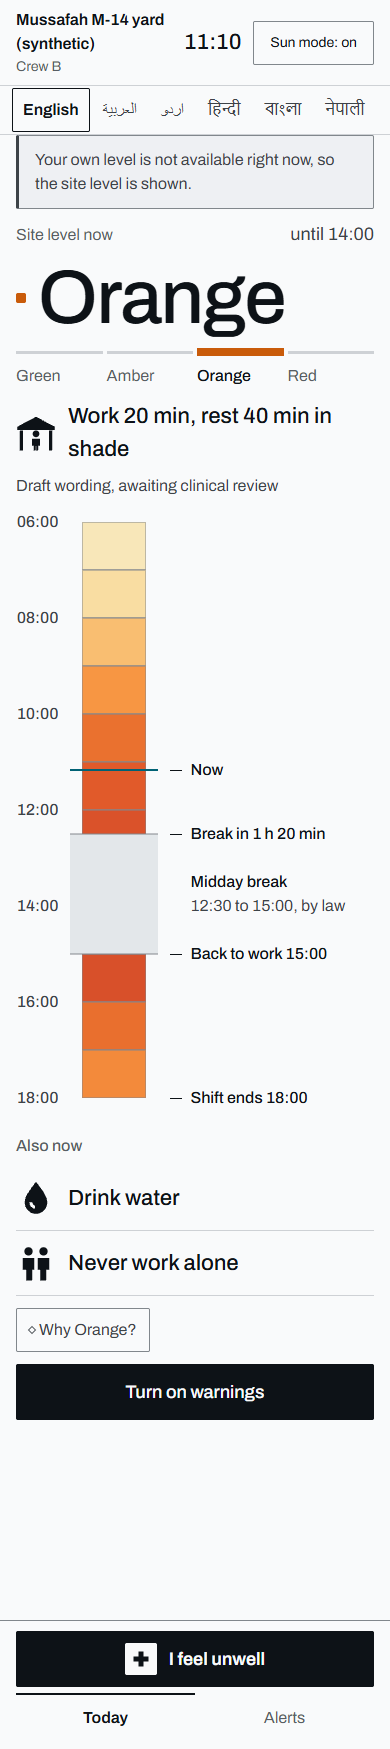 Mussafah M-14 yard
(synthetic)
Crew B
11:10
Sun mode: on
English
العربية
اردو
हिन्दी
বাংলা
नेपाली
Your own level is not available right now, so
the site level is shown.
Site level now
until 14:00
Orange
Green
Amber
Orange
Red
Work 20 min, rest 40 min in
shade
Draft wording, awaiting clinical review
06:00
08:00
10:00
Now
12:00
Break in 1 h 20 min
Midday break
14:00
12:30 to 15:00, by law
Back to work 15:00
16:00
18:00
Shift ends 18:00
Also now
Drink water
Never work alone
Why Orange?
Turn on warnings
I feel unwell
Today
Alerts